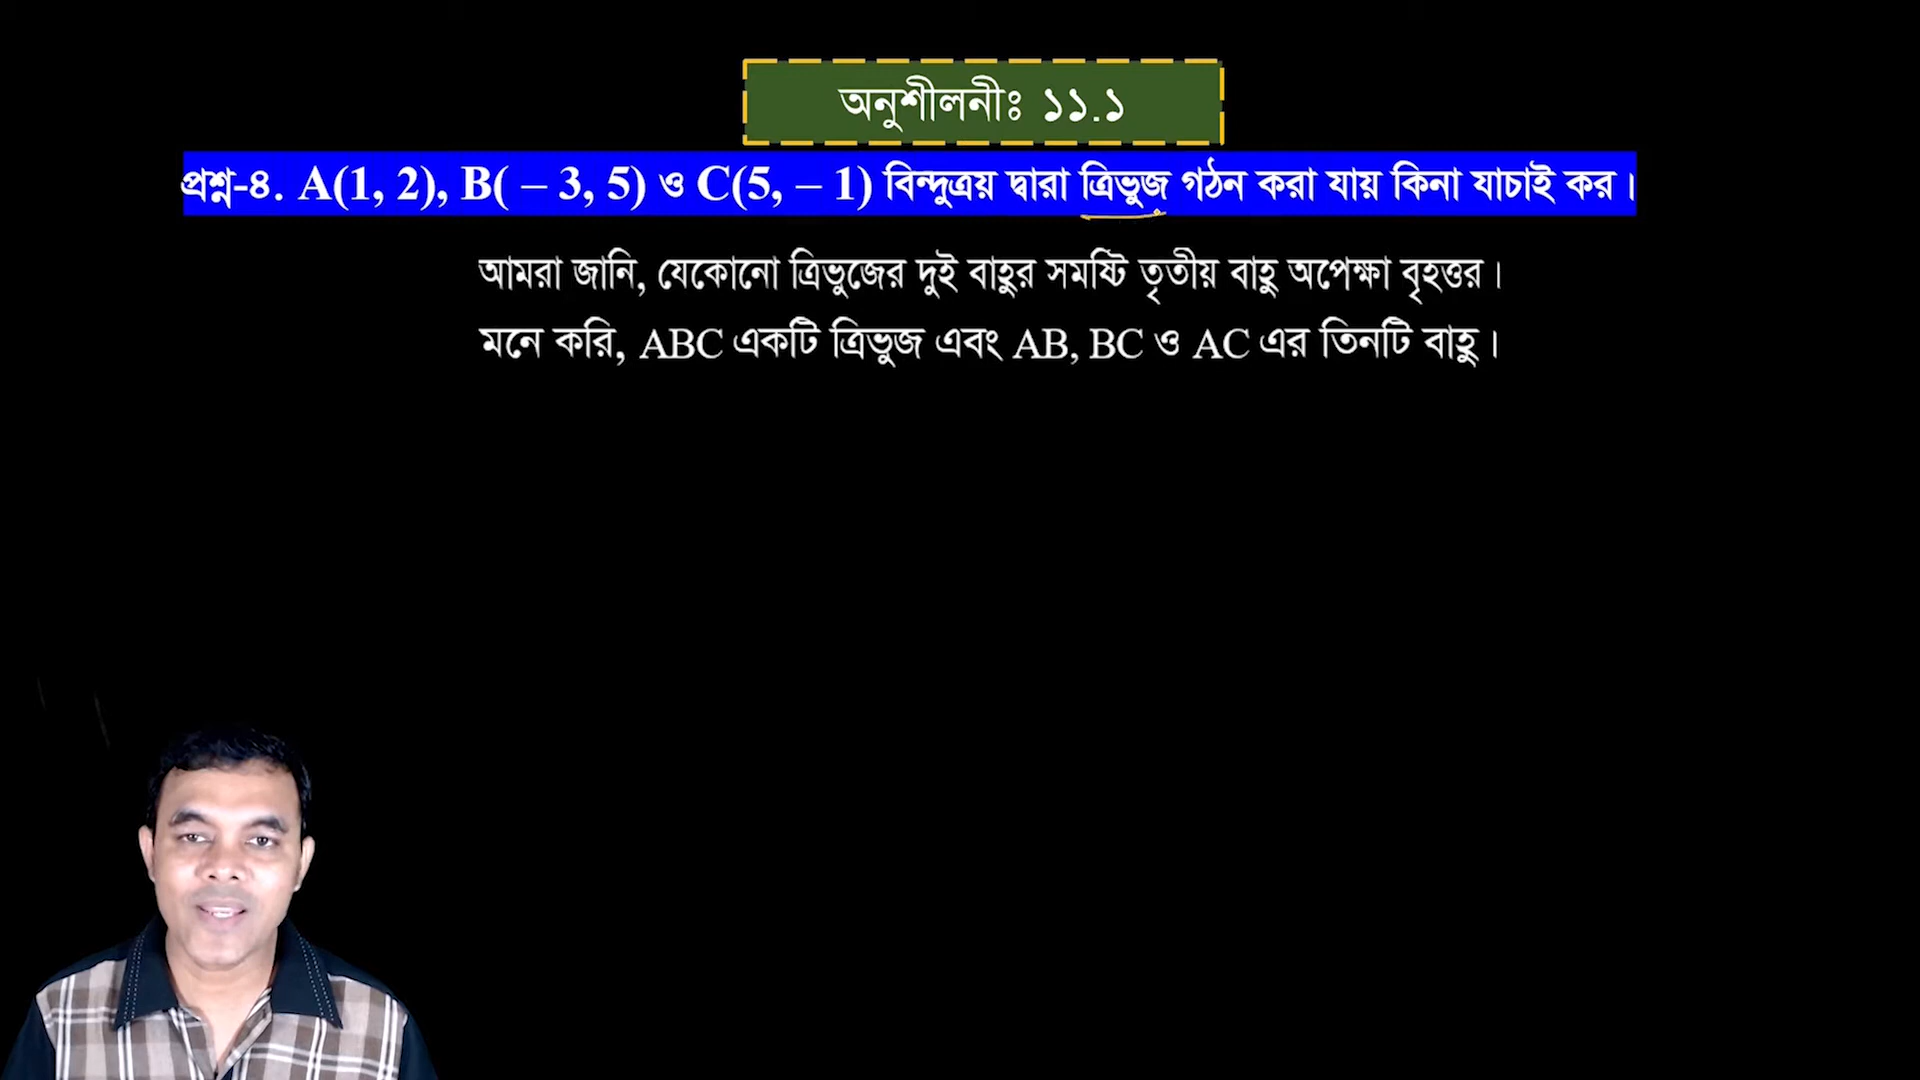 অনুশীলনীঃ ১১.১
প্রশ্ন-৪. A(1, 2), B( – 3, 5) ও C(5, – 1) বিন্দুত্রয় দ্বারা ত্রিভুজ গঠন করা যায় কিনা যাচাই কর।
আমরা জানি, যেকোনো ত্রিভুজের দুই বাহুর সমষ্টি তৃতীয় বাহু অপেক্ষা বৃহত্তর।
মনে করি, ABC একটি ত্রিভুজ এবং AB, BC ও AC এর তিনটি বাহু।